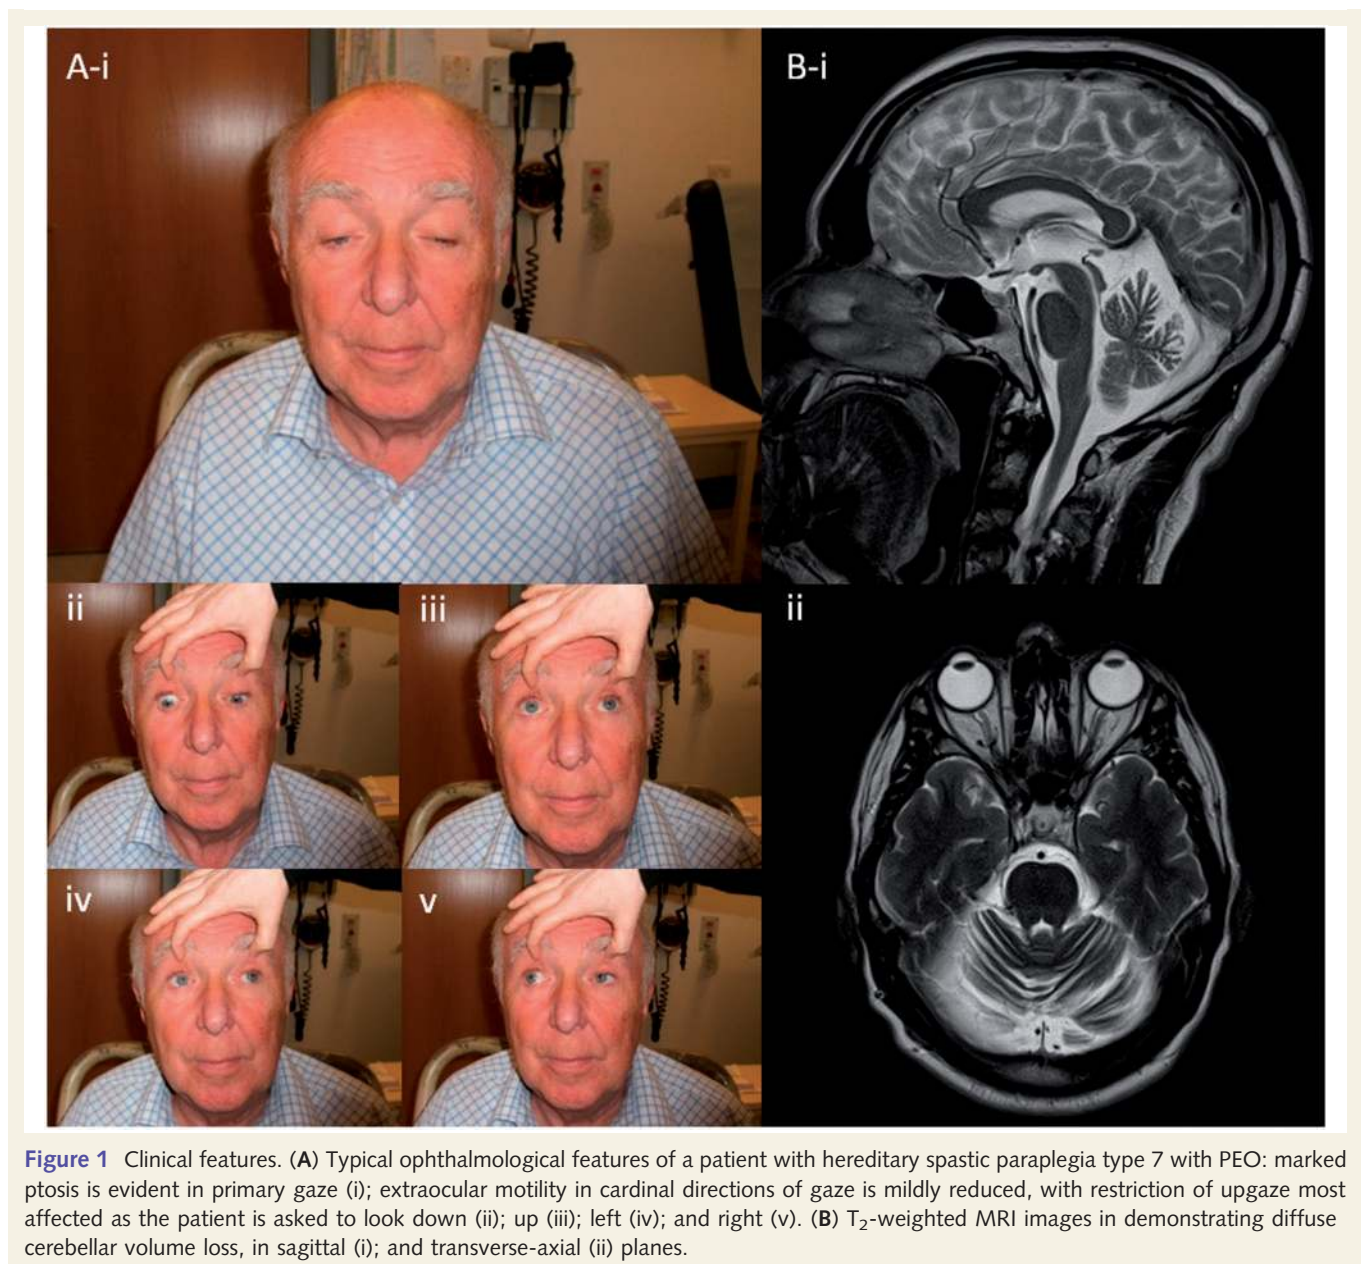 A-i
B-i
ii
iii
ii
iv
v
Figure 1 Clinical features. (A) Typical ophthalmological features of a patient with hereditary spastic paraplegia type 7 with PEO: marked
ptosis is evident in primary gaze (i); extraocular motility in cardinal directions of gaze is mildly reduced, with restriction of upgaze most
affected as the patient is asked to look down (ii); up (iii); left (iv); and right (v). (B) T₂-weighted MRI images in demonstrating diffuse
cerebellar volume loss, in sagittal (i); and transverse-axial (ii) planes.